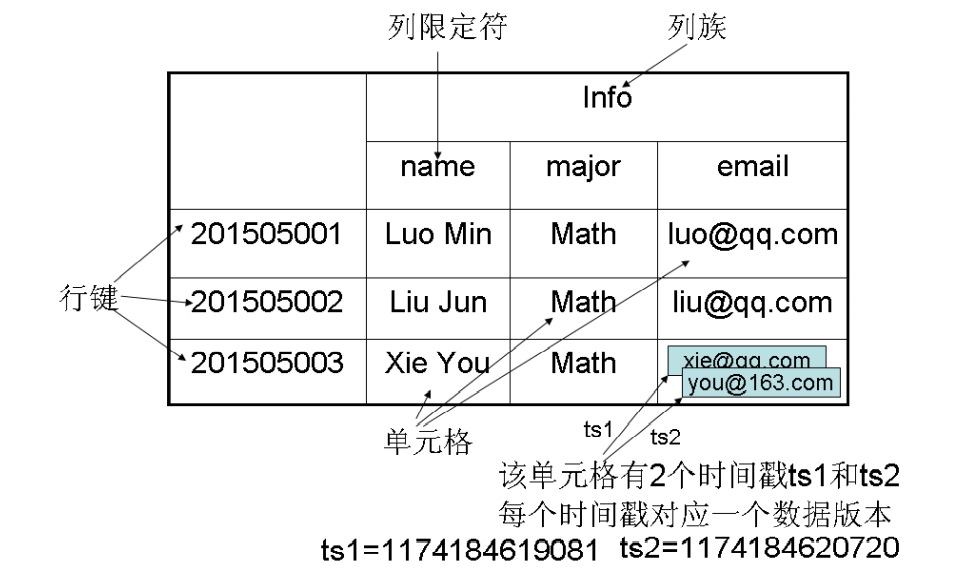 列限定符 列族
Info
name major email
201505001 Luo Min Math luo@qq.com
行键
201505002 Liu Jun Math liu@qq.com
201505003 Xie You Math xie@qq.com
you@163.com
单元格 ts1 ts2
该单元格有2个时间戳ts1和ts2
每个时间戳对应一个数据版本
ts1=1174184619081 ts2=1174184620720